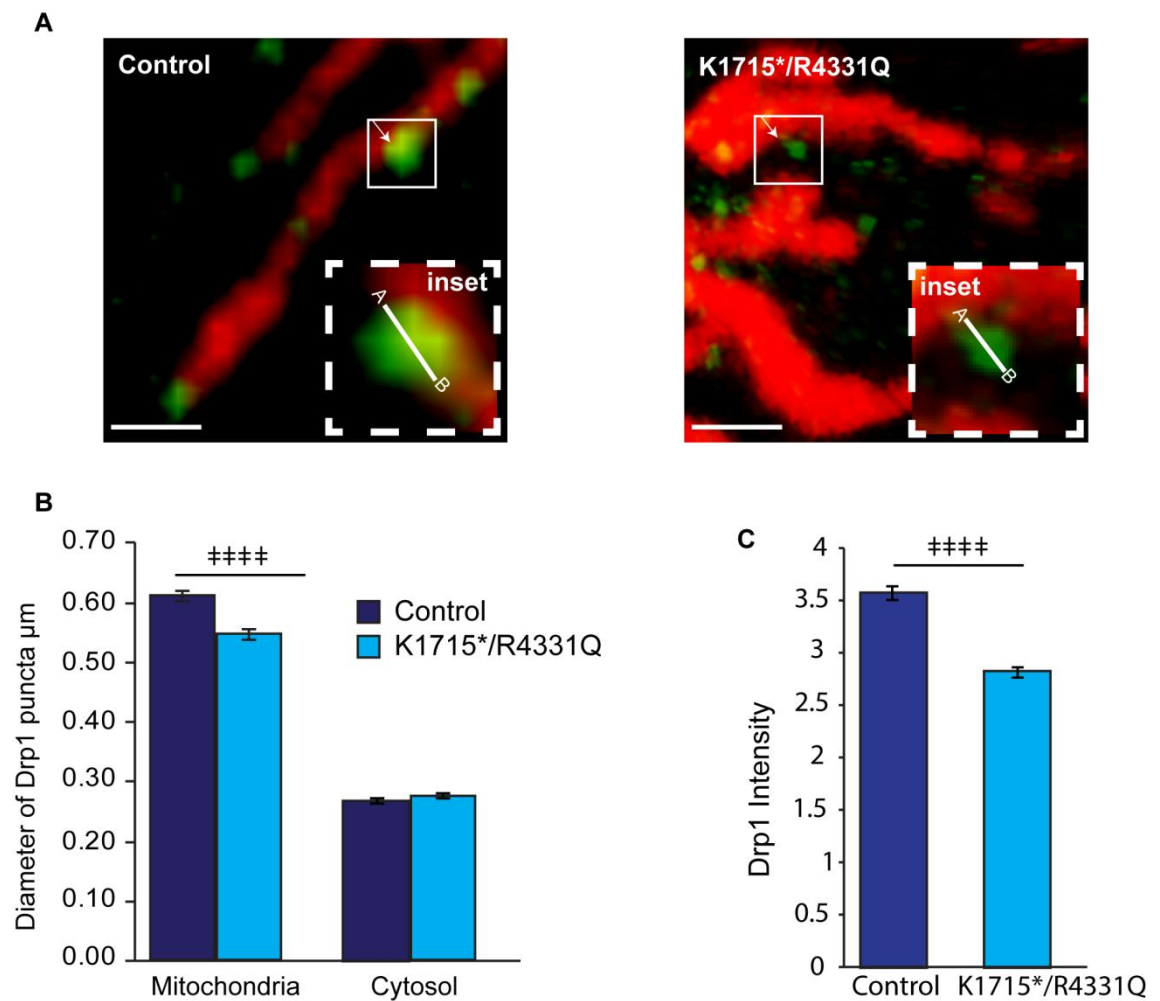 A
Control
K1715*/R4331Q
inset
A
B
inset
A
B
B
Diameter of Drp1 puncta µm
0.70
0.60
0.50
0.40
0.30
0.20
0.10
0.00
‡‡‡‡
Control
K1715*/R4331Q
Mitochondria
Cytosol
C
Drp1 Intensity
4
3.5
3
2.5
2
1.5
1
0.5
0
‡‡‡‡
Control
K1715*/R4331Q